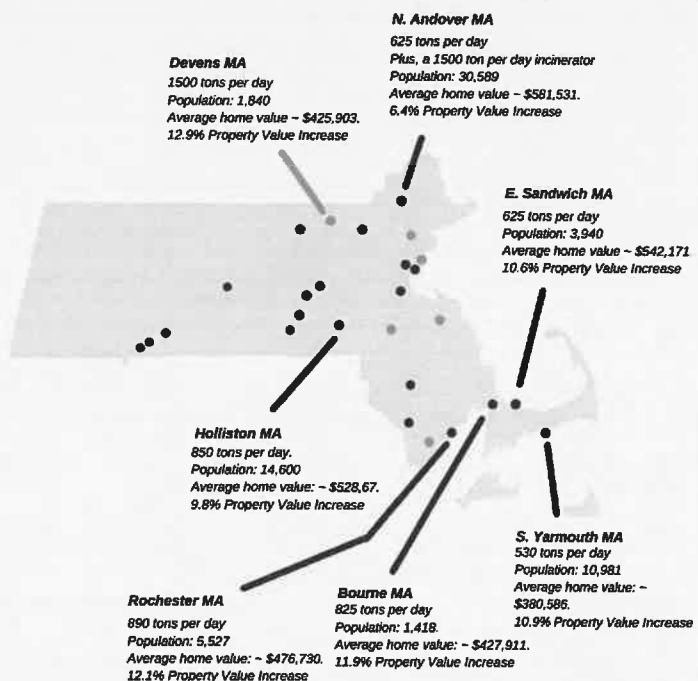 N. Andover MA
625 tons per day
Plus, a 1500 ton per day incinerator
Population: 30,589
Average home value ~ $581,531.
6.4% Property Value Increase
Devens MA
1500 tons per day
Population: 1,840
Average home value ~ $425,903.
12.9% Property Value Increase
E. Sandwich MA
625 tons per day
Population: 3,940
Average home value ~ $542,171
10.6% Property Value Increase
Holliston MA
850 tons per day.
Population: 14,600
Average home value: ~ $528,67.
9.8% Property Value Increase
S. Yarmouth MA
530 tons per day
Population: 10,981
Average home value: ~
$380,586.
10.9% Property Value Increase
Rochester MA
890 tons per day
Population: 5,527
Average home value: ~ $476,730.
12.1% Property Value Increase
Bourne MA
825 tons per day
Population: 1,418.
Average home value: ~ $427,911.
11.9% Property Value Increase